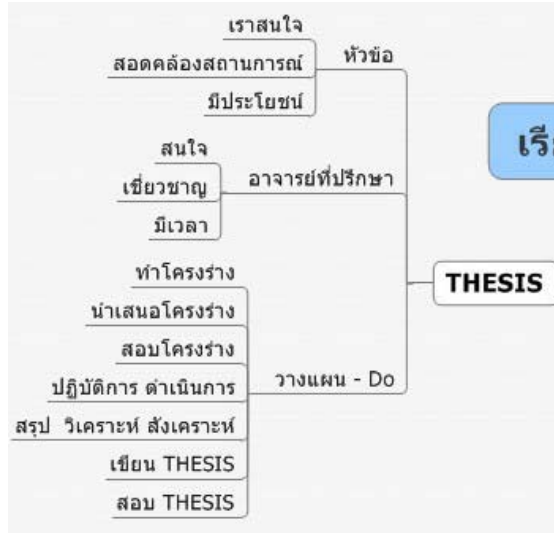 เราสนใจ
สอดคล้องสถานการณ์
มีประโยชน์
หัวข้อ
สนใจ
เชี่ยวชาญ
มีเวลา
อาจารย์ที่ปรึกษา
ทำโครงร่าง
นำเสนอโครงร่าง
สอบโครงร่าง
ปฏิบัติการ ดำเนินการ
สรุป วิเคราะห์ สังเคราะห์
เขียน THESIS
สอบ THESIS
วางแผน - Do
THESIS